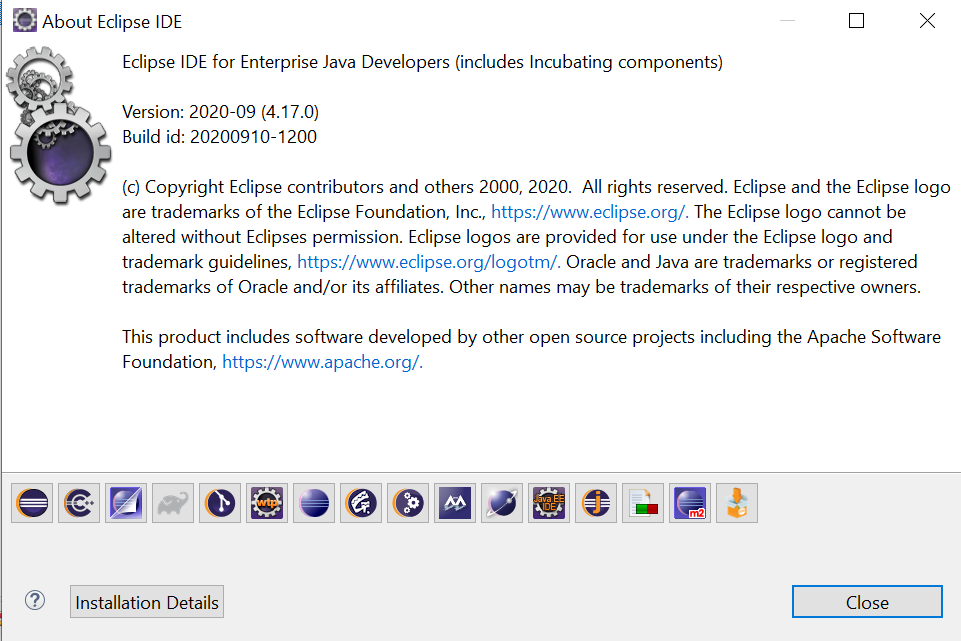 About Eclipse IDE
Eclipse IDE for Enterprise Java Developers (includes Incubating components)
Version: 2020-09 (4.17.0)
Build id: 20200910-1200
(c) Copyright Eclipse contributors and others 2000, 2020.  All rights reserved. Eclipse and the Eclipse logo
are trademarks of the Eclipse Foundation, Inc., https://www.eclipse.org/. The Eclipse logo cannot be
altered without Eclipses permission. Eclipse logos are provided for use under the Eclipse logo and
trademark guidelines, https://www.eclipse.org/logotm/. Oracle and Java are trademarks or registered
trademarks of Oracle and/or its affiliates. Other names may be trademarks of their respective owners.
This product includes software developed by other open source projects including the Apache Software
Foundation, https://www.apache.org/.
wtp
Java EE
IDE
j
m2
?
Installation Details
Close